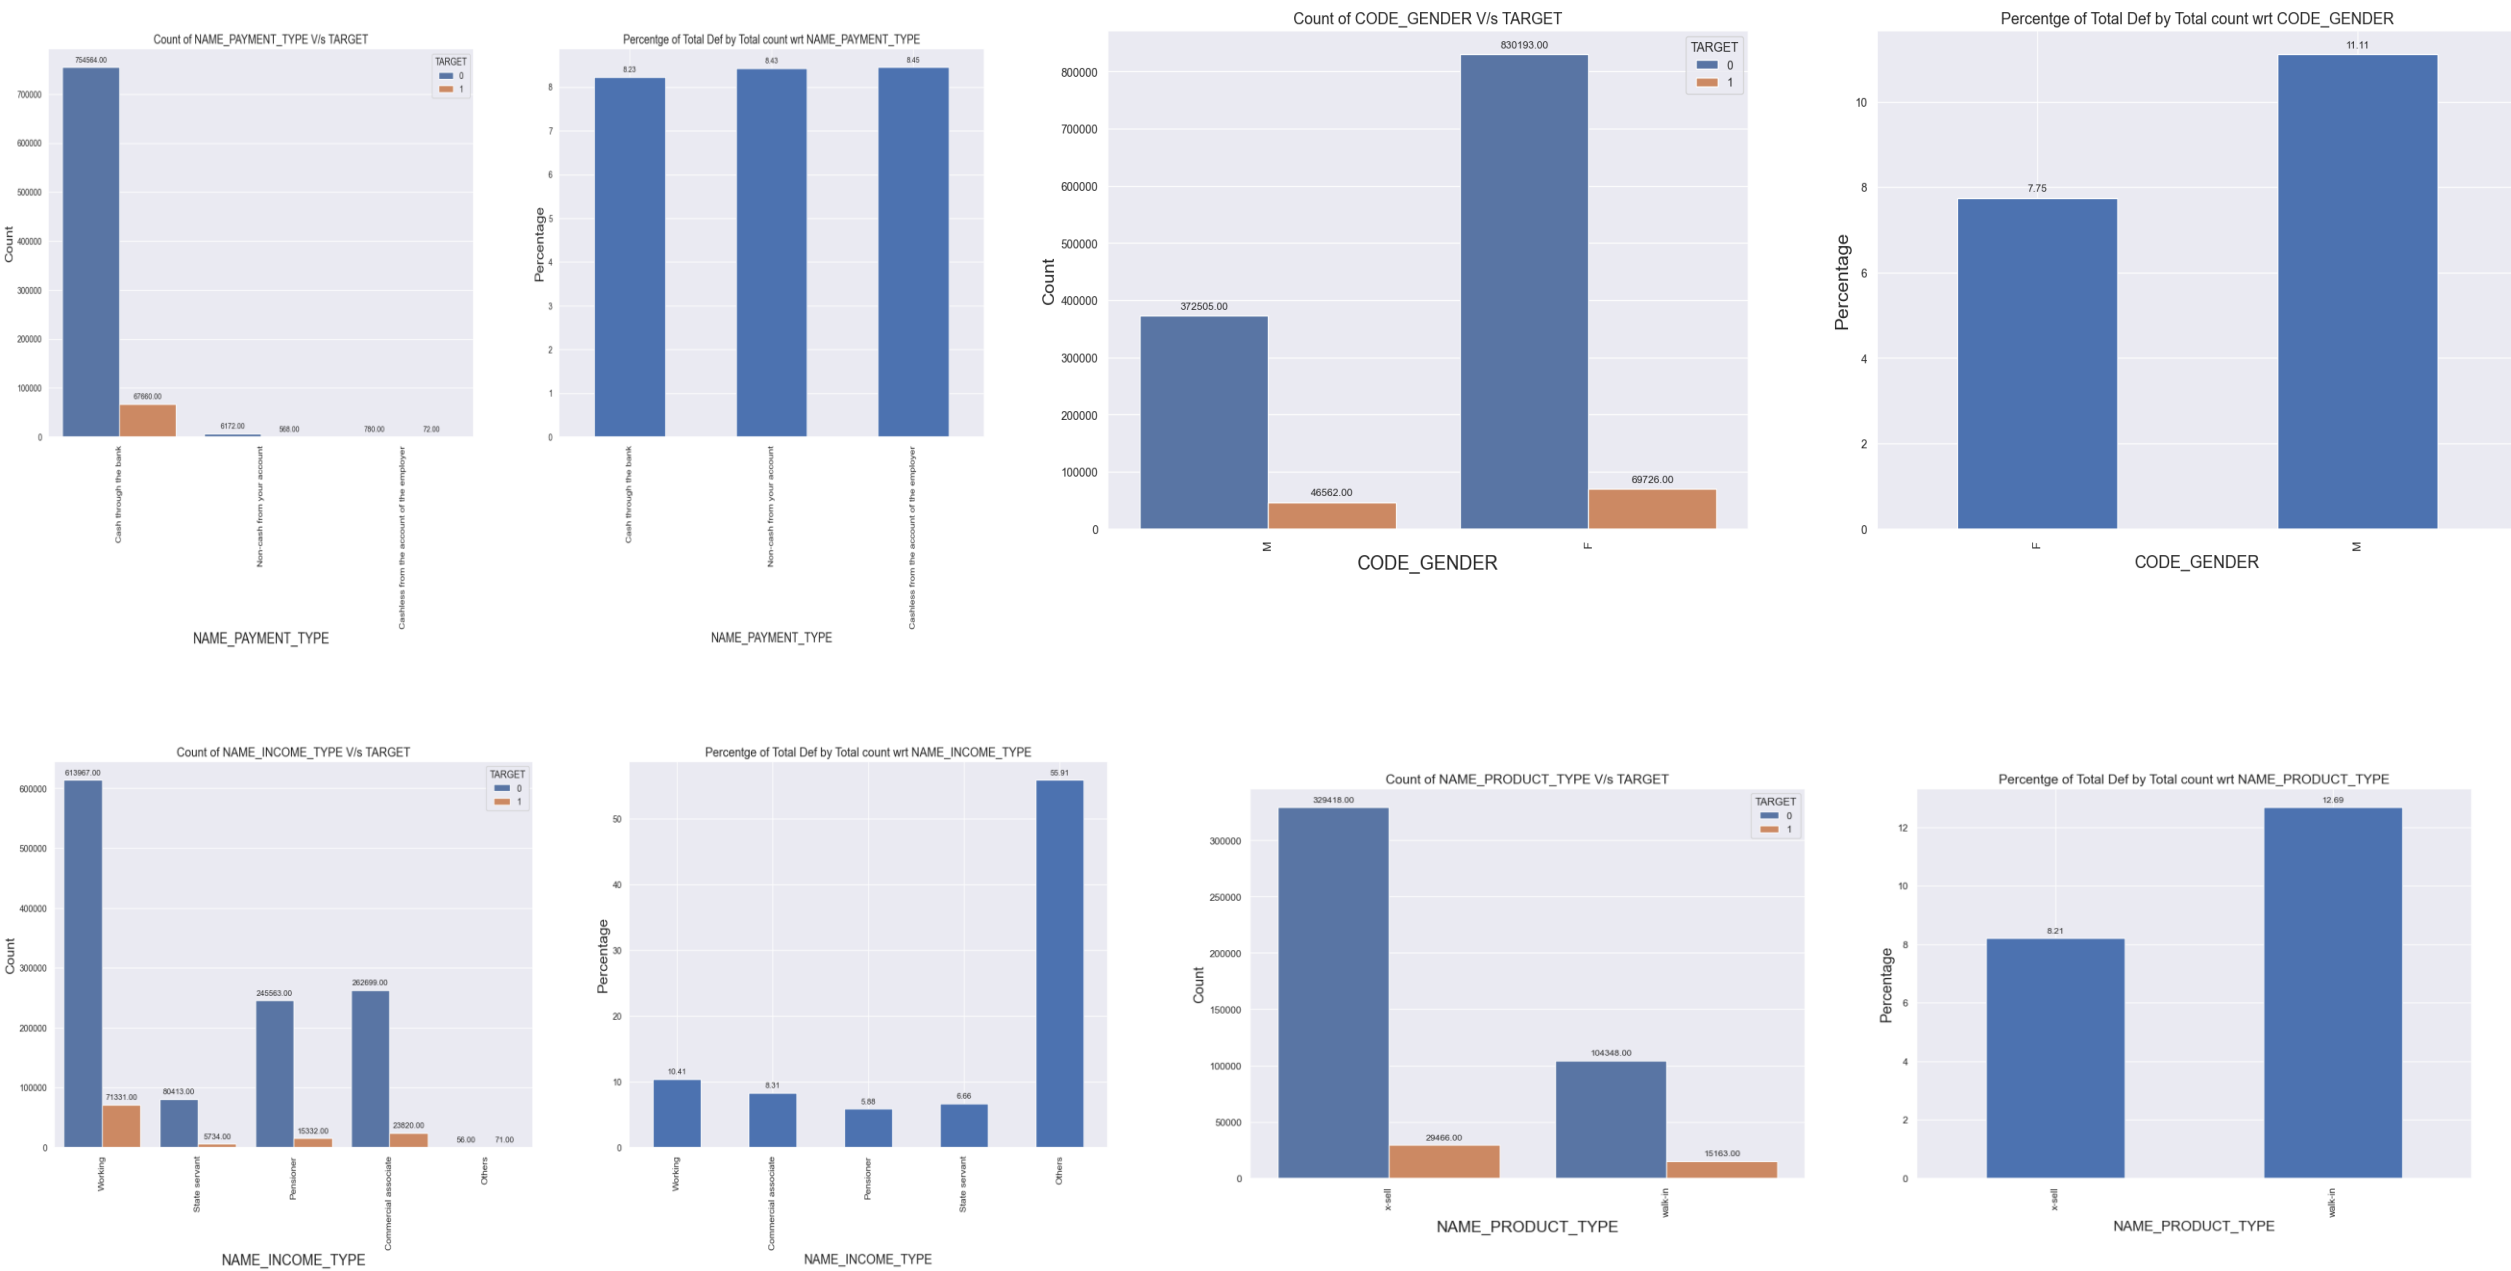 Count of NAME_PAYMENT_TYPE V/s TARGET
754564.00
TARGET
0
1
700000
600000
500000
400000
300000
200000
100000
0
Count
67660.00
6172.00
568.00
780.00
72.00
Cash through the bank
Non-cash from your account
Cashless from the account of the employer
NAME_PAYMENT_TYPE
Percentge of Total Def by Total count wrt NAME_PAYMENT_TYPE
8.23
8.43
8.45
8
7
6
5
4
3
2
1
0
Percentage
Cash through the bank
Non-cash from your account
Cashless from the account of the employer
NAME_PAYMENT_TYPE
Count of CODE_GENDER V/s TARGET
830193.00
TARGET
0
1
800000
700000
600000
500000
400000
300000
200000
100000
0
Count
372505.00
46562.00
69726.00
M
F
CODE_GENDER
Percentge of Total Def by Total count wrt CODE_GENDER
11.11
7.75
10
8
6
4
2
0
Percentage
F
M
CODE_GENDER
Count of NAME_INCOME_TYPE V/s TARGET
613967.00
TARGET
0
1
600000
500000
400000
300000
200000
100000
0
Count
71331.00
80413.00
5734.00
245563.00
15332.00
262699.00
23820.00
56.00
71.00
Working
State servant
Pensioner
Commercial associate
Others
NAME_INCOME_TYPE
Percentge of Total Def by Total count wrt NAME_INCOME_TYPE
55.91
50
40
30
20
10
0
Percentage
10.41
8.31
5.88
6.66
Working
Commercial associate
Pensioner
State servant
Others
NAME_INCOME_TYPE
Count of NAME_PRODUCT_TYPE V/s TARGET
329418.00
TARGET
0
1
300000
250000
200000
150000
100000
50000
0
Count
29466.00
104348.00
15163.00
x-sell
walk-in
NAME_PRODUCT_TYPE
Percentge of Total Def by Total count wrt NAME_PRODUCT_TYPE
12.69
8.21
12
10
8
6
4
2
0
Percentage
x-sell
walk-in
NAME_PRODUCT_TYPE